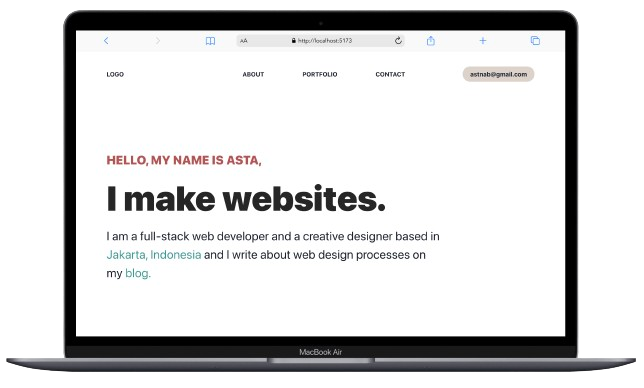 AA http://localhost:5173
LOGO ABOUT PORTFOLIO CONTACT astnab@gmail.com
HELLO, MY NAME IS ASTA,
I make websites.
I am a full-stack web developer and a creative designer based in
Jakarta, Indonesia and I write about web design processes on
my blog.
MacBook Air